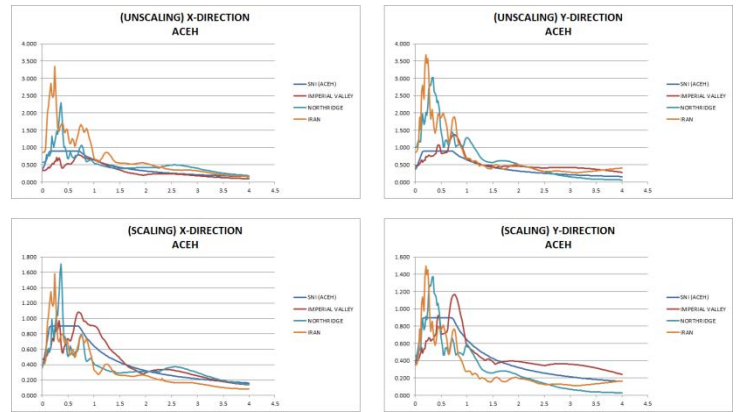 (UNSCALING) X-DIRECTION
ACEH
4.000
3.500
3.000
2.500
2.000
1.500
1.000
0.500
0.000
0 0.5 1 1.5 2 2.5 3 3.5 4 4.5
SNI (ACEH)
IMPERIAL VALLEY
NORTHRIDGE
IRAN
(UNSCALING) Y-DIRECTION
ACEH
4.000
3.500
3.000
2.500
2.000
1.500
1.000
0.500
0.000
0 0.5 1 1.5 2 2.5 3 3.5 4 4.5
SNI (ACEH)
IMPERIAL VALLEY
NORTHRIDGE
IRAN
(SCALING) X-DIRECTION
ACEH
1.800
1.600
1.400
1.200
1.000
0.800
0.600
0.400
0.200
0.000
0 0.5 1 1.5 2 2.5 3 3.5 4 4.5
SNI (ACEH)
IMPERIAL VALLEY
NORTHRIDGE
IRAN
(SCALING) Y-DIRECTION
ACEH
1.600
1.400
1.200
1.000
0.800
0.600
0.400
0.200
0.000
0 0.5 1 1.5 2 2.5 3 3.5 4 4.5
SNI (ACEH)
IMPERIAL VALLEY
NORTHRIDGE
IRAN